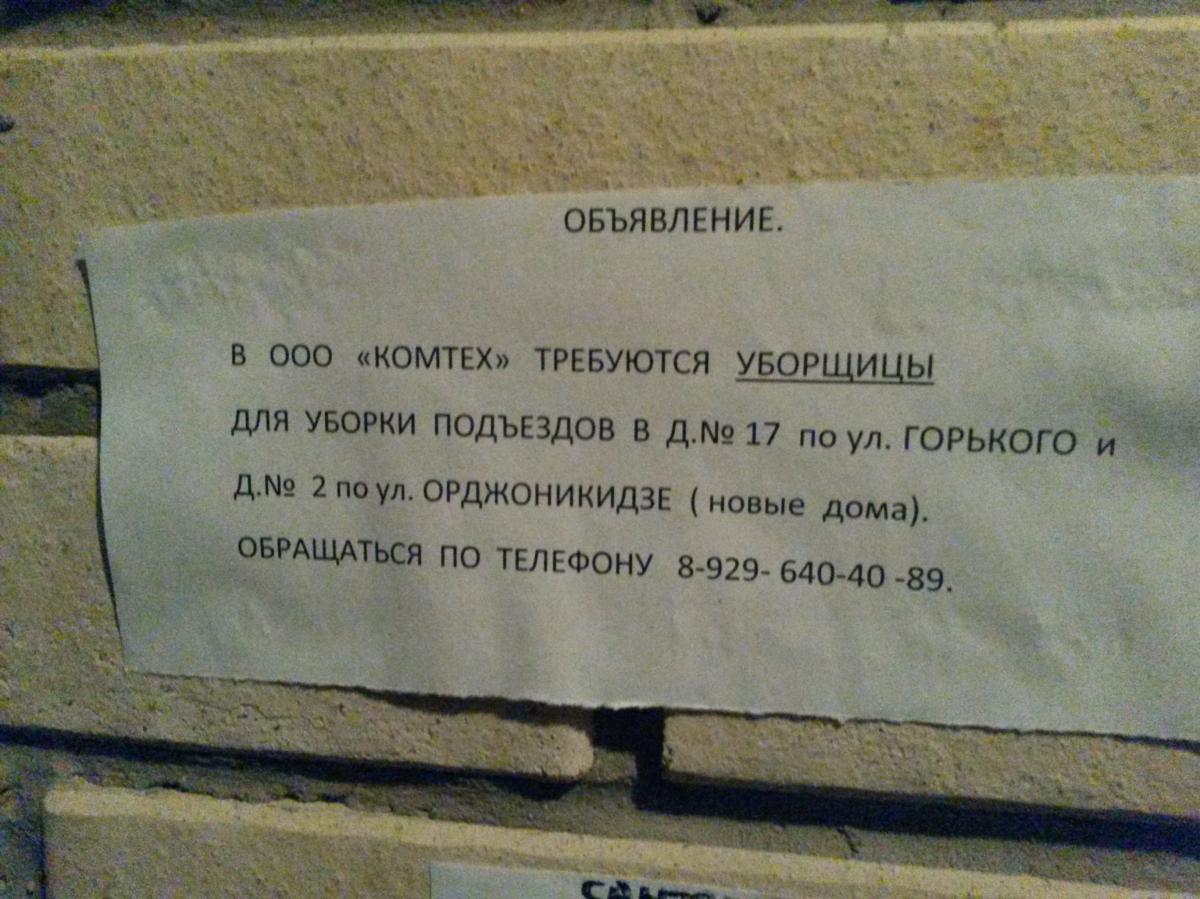 ОБЪЯВЛЕНИЕ.
В ООО «КОМТЕХ» ТРЕБУЮТСЯ УБОРЩИЦЫ
ДЛЯ УБОРКИ ПОДЪЕЗДОВ В Д.№ 17 по ул. ГОРЬКОГО и
Д.№ 2 по ул. ОРДЖОНИКИДЗЕ ( новые дома).
ОБРАЩАТЬСЯ ПО ТЕЛЕФОНУ 8-929- 640-40 -89.